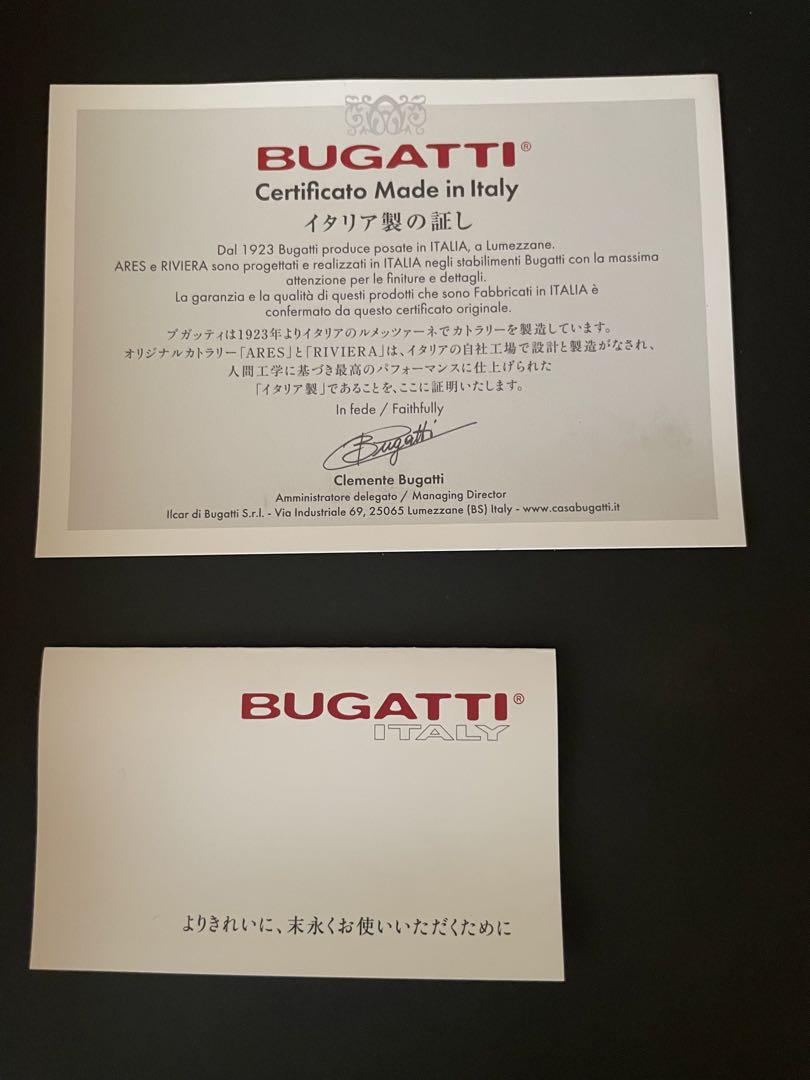 BUGATTI®
Certificato Made in Italy
イタリア製の証し
Dal 1923 Bugatti produce posate in ITALIA, a Lumezzane.
ARES e RIVIERA sono progettati e realizzati in ITALIA negli stabilimenti Bugatti con la massima
attenzione per le finiture e dettagli.
La garanzia e la qualità di questi prodotti che sono Fabbricati in ITALIA è
confermato da questo certificato originale.
ブガッティは1923年よりイタリアのルメッツァーネでカトラリーを製造しています。
オリジナルカトラリー「ARES」と「RIVIERA」は、イタリアの自社工場で設計と製造がなされ、
人間工学に基づき最高のパフォーマンスに仕上げられた
「イタリア製」であることを、ここに証明いたします。
In fede / Faithfully
Bugatti
Clemente Bugatti
Amministratore delegato / Managing Director
Ilcar di Bugatti S.r.l. - Via Industriale 69, 25065 Lumezzane (BS) Italy - www.casabugatti.it
BUGATTI®
ITALY
よりきれいに、末永くお使いいただくために